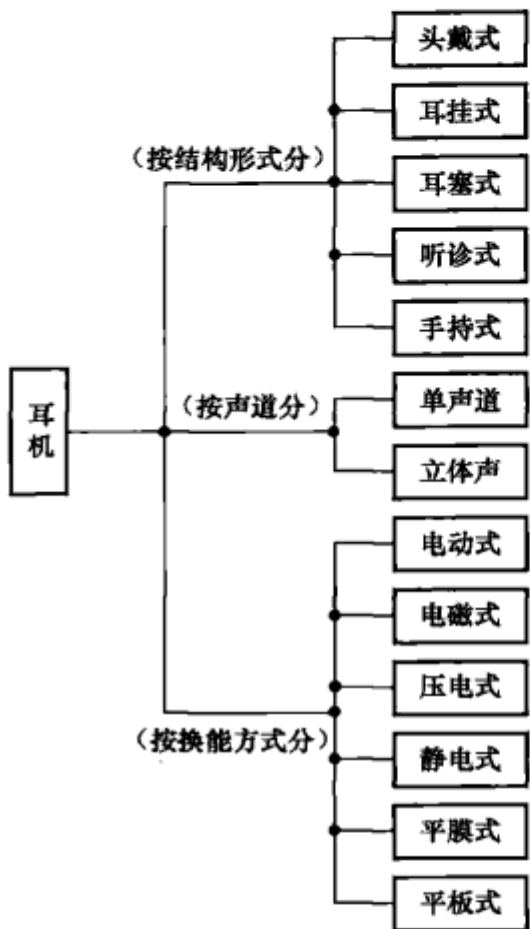 耳机
（按结构形式分）
头戴式
耳挂式
耳塞式
听诊式
手持式
（按声道分）
单声道
立体声
（按换能方式分）
电动式
电磁式
压电式
静电式
平膜式
平板式